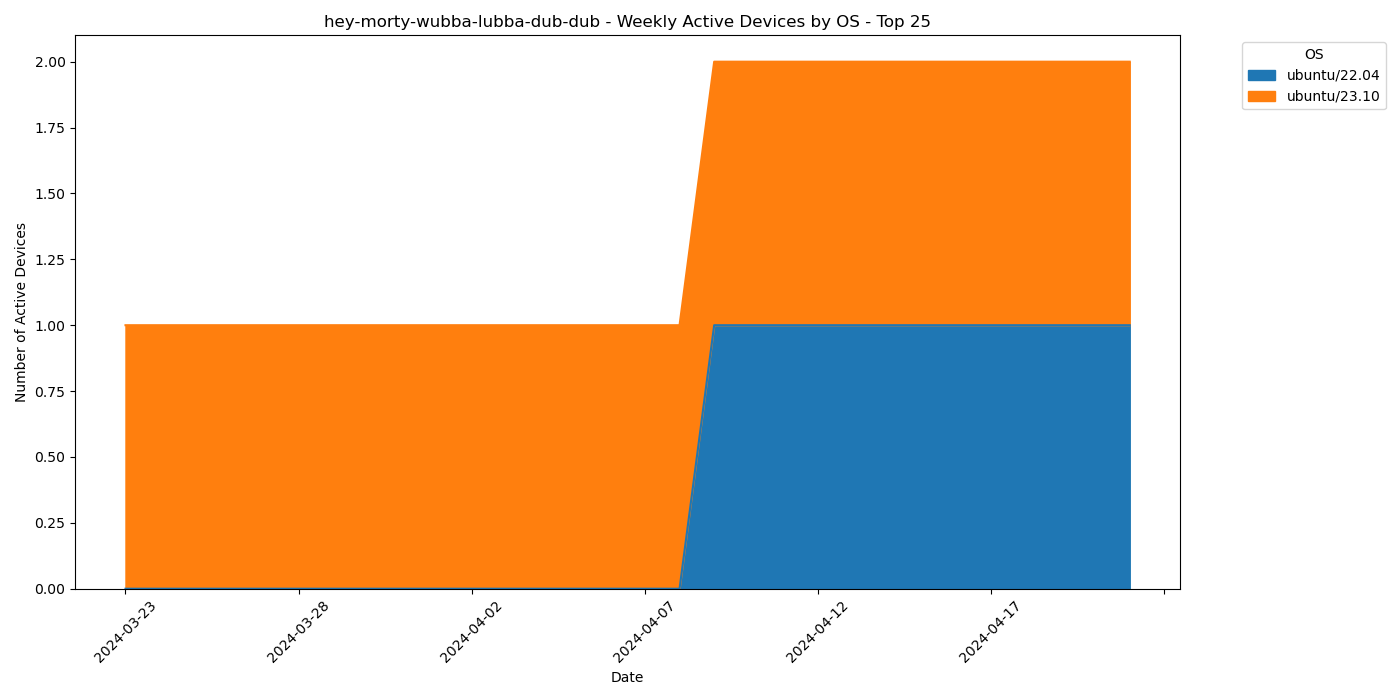 hey-morty-wubba-lubba-dub-dub - Weekly Active Devices by OS - Top 25
OS
ubuntu/22.04
ubuntu/23.10
Number of Active Devices
2.00
1.75
1.50
1.25
1.00
0.75
0.50
0.25
0.00
2024-03-23
2024-03-28
2024-04-02
2024-04-07
2024-04-12
2024-04-17
Date